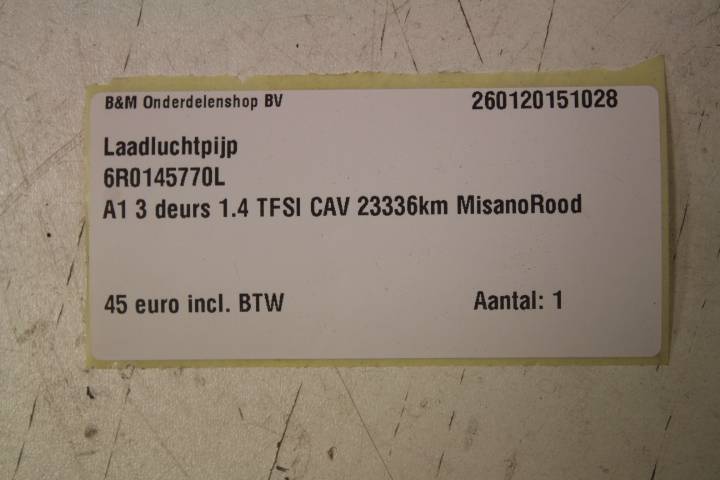 B&M Onderdelenshop BV 260120151028
Laadluchtpijp
6R0145770L
A1 3 deurs 1.4 TFSI CAV 23336km MisanoRood
45 euro incl. BTW Aantal: 1